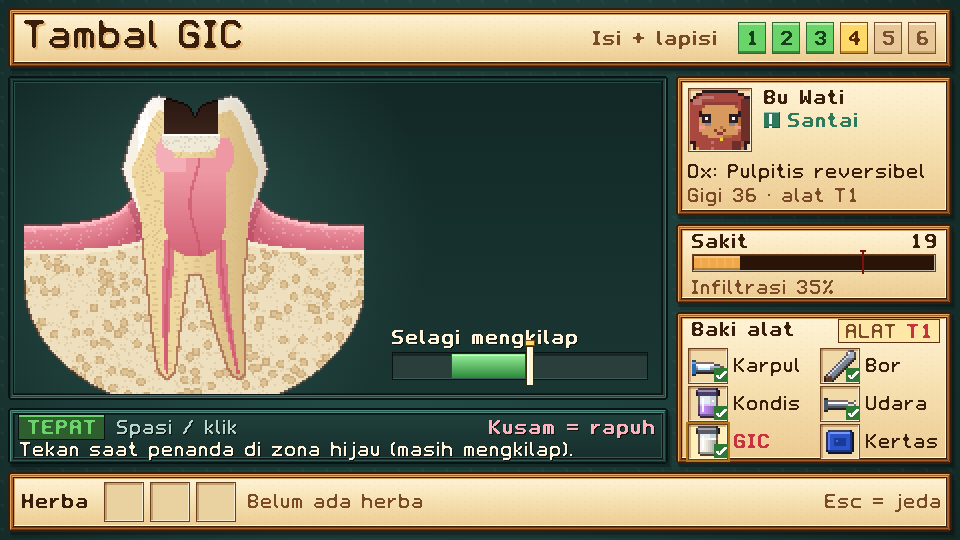 Tambal GIC
Isi + lapisi 1 2 3 4 5 6
Bu Wati
Santai
Dx: Pulpitis reversibel
Gigi 36 · alat T1
Sakit 19
Infiltrasi 35%
Selagi mengkilap
Baki alat ALAT T1
Karpul Bor
Kondis Udara
GIC Kertas
TEPAT Spasi / klik Kusam = rapuh
Tekan saat penanda di zona hijau (masih mengkilap).
Herba Belum ada herba Esc = jeda